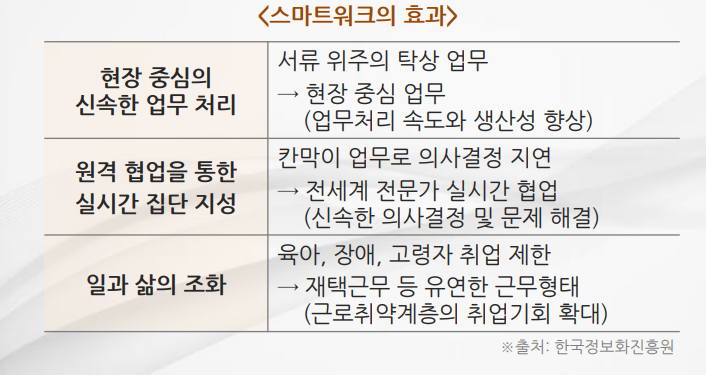 <스마트워크의 효과>
현장 중심의
신속한 업무 처리
서류 위주의 탁상 업무
→ 현장 중심 업무
(업무처리 속도와 생산성 향상)
원격 협업을 통한
실시간 집단 지성
칸막이 업무로 의사결정 지연
→ 전세계 전문가 실시간 협업
(신속한 의사결정 및 문제 해결)
일과 삶의 조화
육아, 장애, 고령자 취업 제한
→ 재택근무 등 유연한 근무형태
(근로취약계층의 취업기회 확대)
※출처: 한국정보화진흥원